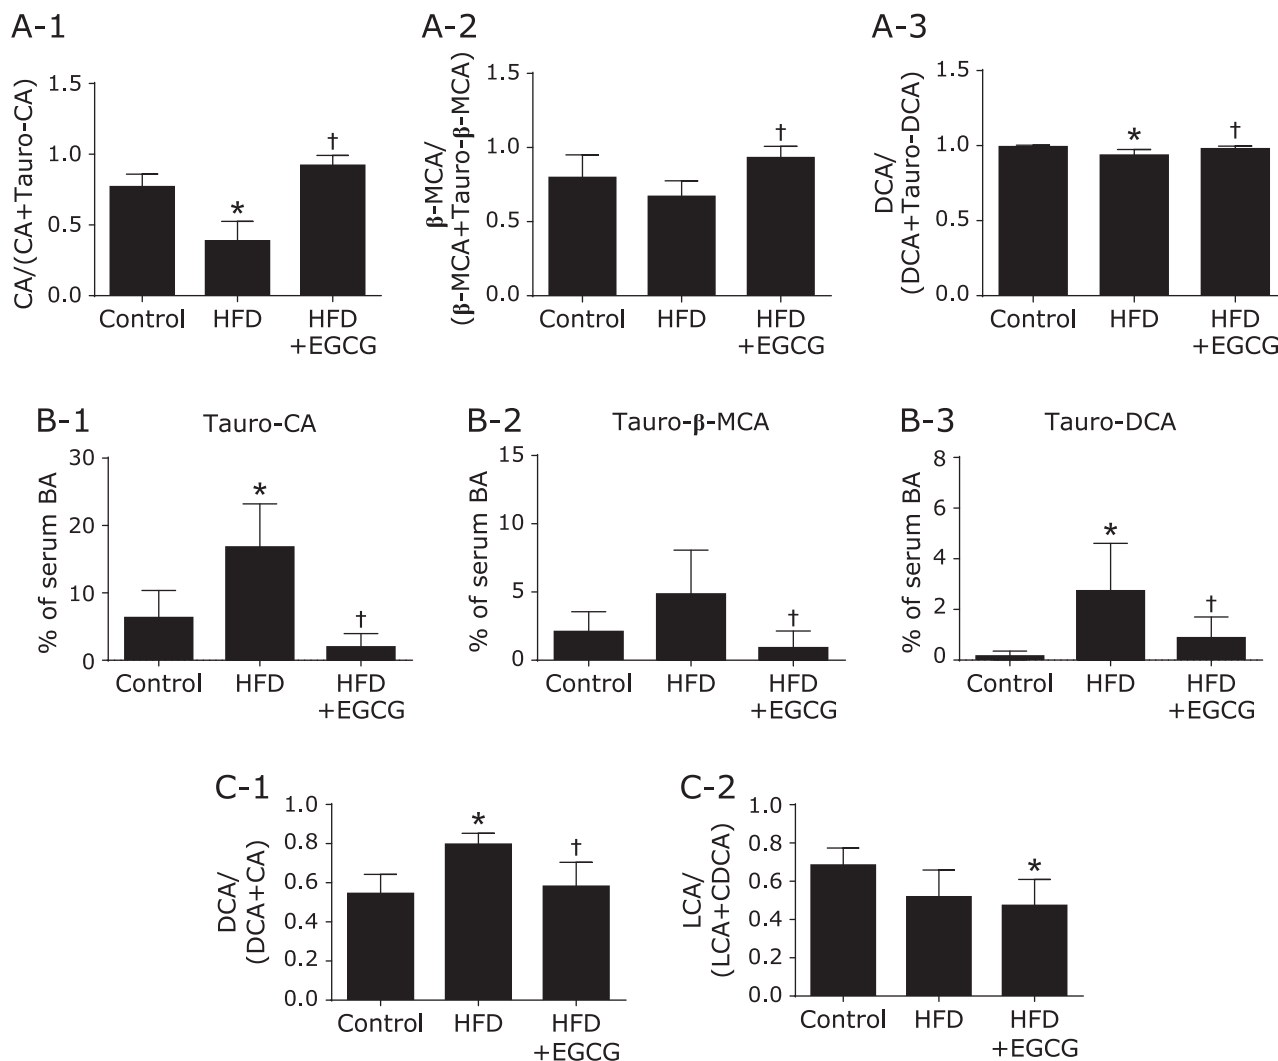 A-1
CA/(CA+Tauro-CA)
1.5
1.0
0.5
0.0
*
†
Control
HFD
HFD
+EGCG
A-2
β-MCA/
(β-MCA+Tauro-β-MCA)
1.5
1.0
0.5
0.0
†
Control
HFD
HFD
+EGCG
A-3
DCA/
(DCA+Tauro-DCA)
1.5
1.0
0.5
0.0
*
†
Control
HFD
HFD
+EGCG
B-1
Tauro-CA
% of serum BA
30
20
10
0
*
†
Control
HFD
HFD
+EGCG
B-2
Tauro-β-MCA
% of serum BA
15
10
5
0
†
Control
HFD
HFD
+EGCG
B-3
Tauro-DCA
% of serum BA
8
6
4
2
0
*
†
Control
HFD
HFD
+EGCG
C-1
DCA/
(DCA+CA)
1.0
0.8
0.6
0.4
0.2
0.0
*
†
Control
HFD
HFD
+EGCG
C-2
LCA/
(LCA+CDCA)
1.0
0.8
0.6
0.4
0.2
0.0
*
Control
HFD
HFD
+EGCG